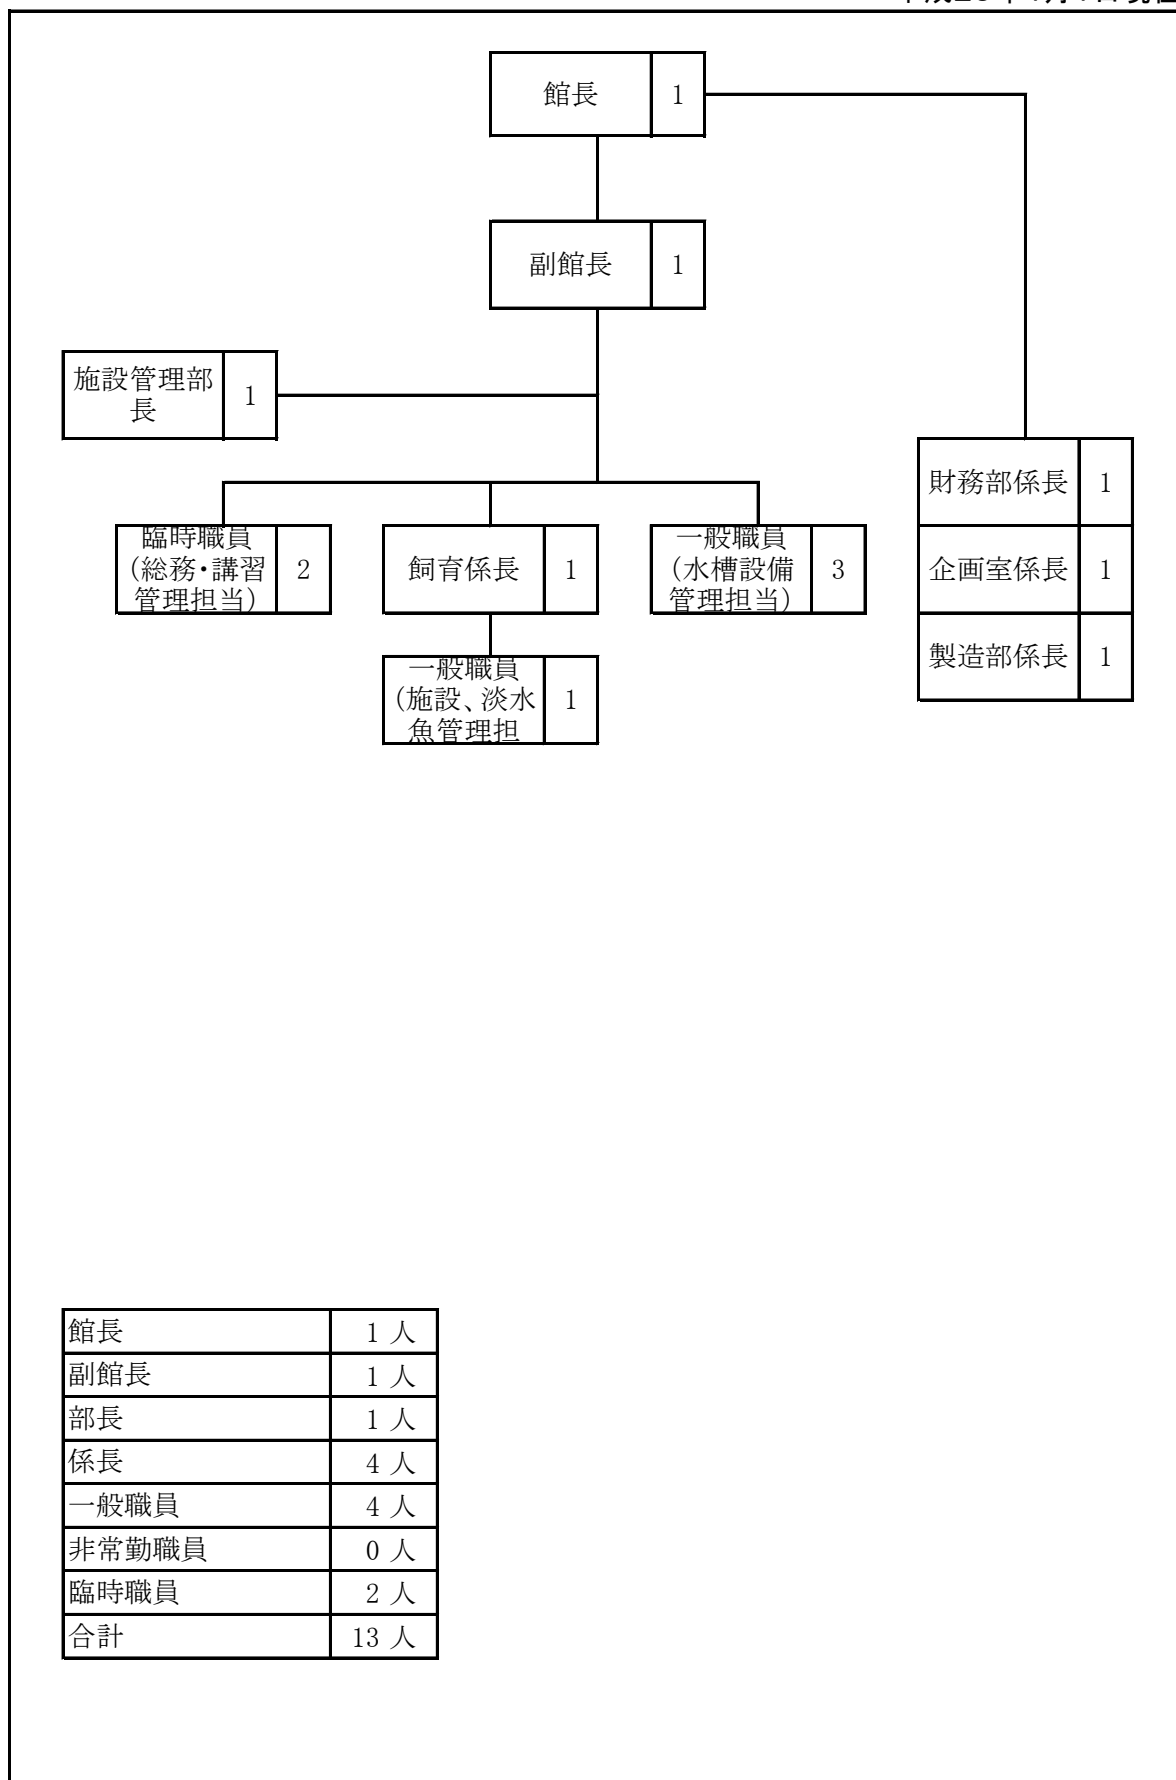 館長 1
副館長 1
施設管理部
長
1
臨時職員
(総務・講習
管理担当)
2
飼育係長 1
一般職員
(水槽設備
管理担当)
3
一般職員
(施設、淡水
魚管理担
1
財務部係長 1
企画室係長 1
製造部係長 1
館長 1 人
副館長 1 人
部長 1 人
係長 4 人
一般職員 4 人
非常勤職員 0 人
臨時職員 2 人
合計 13 人